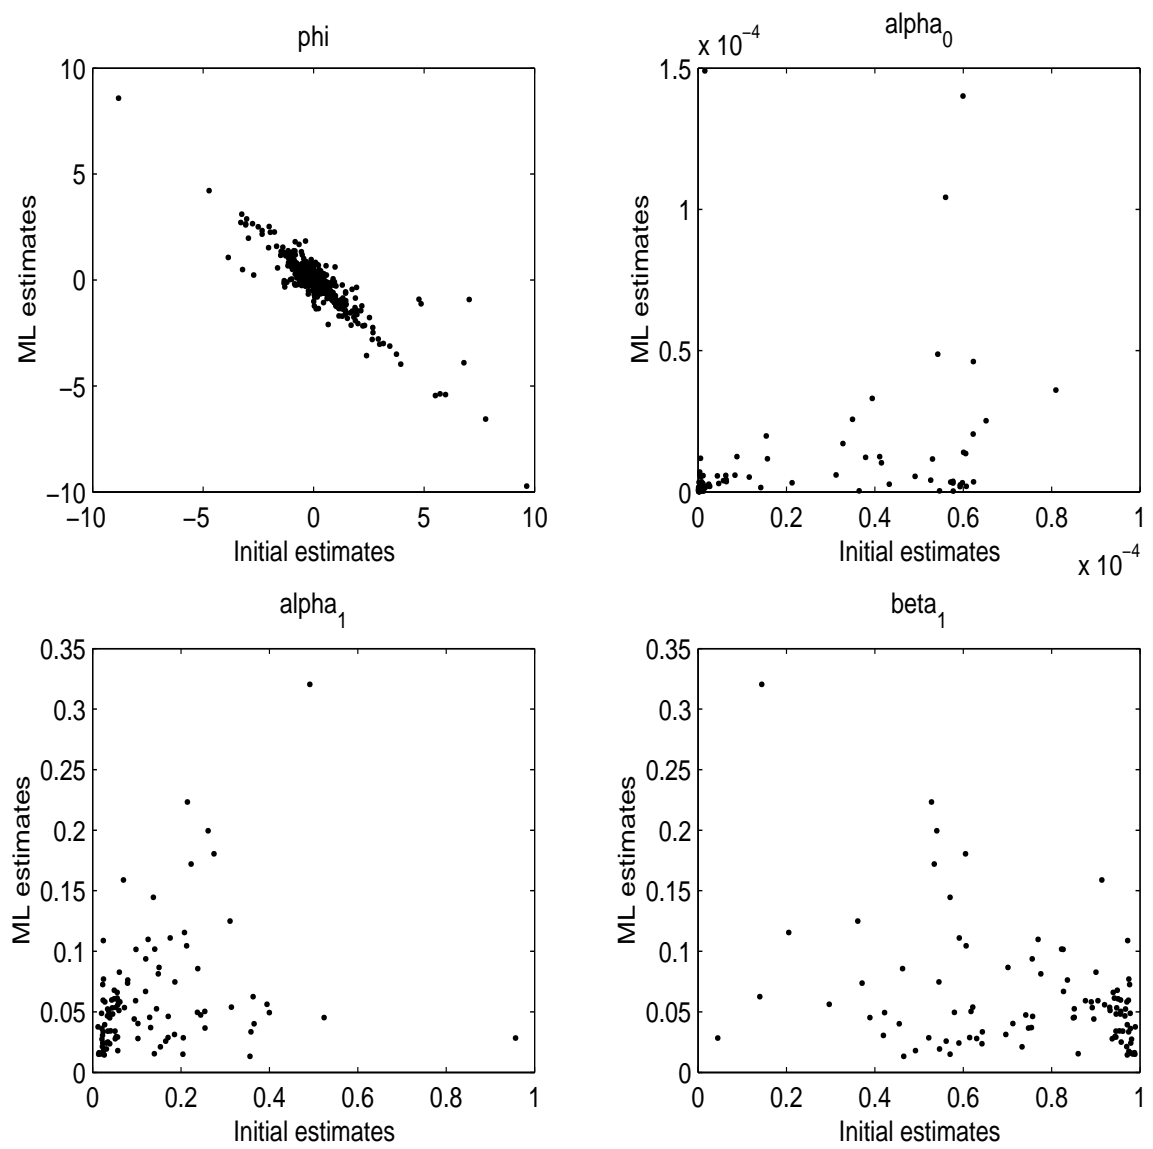 phi
10
5
0
−5
−10
ML estimates
−10 −5 0 5 10
Initial estimates
alpha0
x 10−4
1.5
1
0.5
0
ML estimates
0 0.2 0.4 0.6 0.8 1
Initial estimates
x 10−4
alpha1
0.35
0.3
0.25
0.2
0.15
0.1
0.05
0
ML estimates
0 0.2 0.4 0.6 0.8 1
Initial estimates
beta1
0.35
0.3
0.25
0.2
0.15
0.1
0.05
0
ML estimates
0 0.2 0.4 0.6 0.8 1
Initial estimates